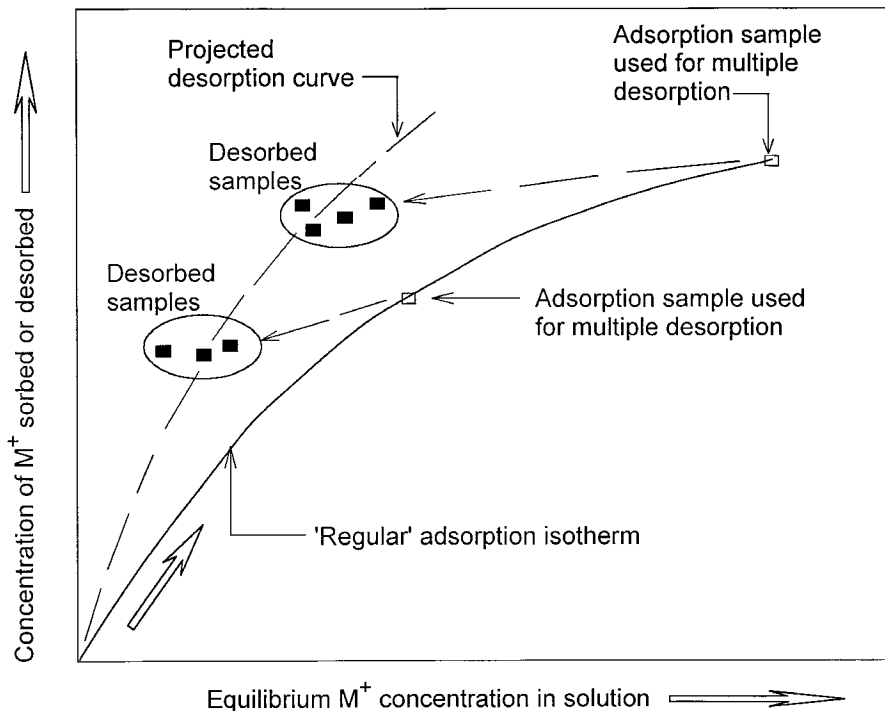 Projected
desorption curve
Adsorption sample
used for multiple
desorption
Desorbed
samples
Desorbed
samples
Adsorption sample used
for multiple desorption
'Regular' adsorption isotherm
Concentration of M⁺ sorbed or desorbed
Equilibrium M⁺ concentration in solution